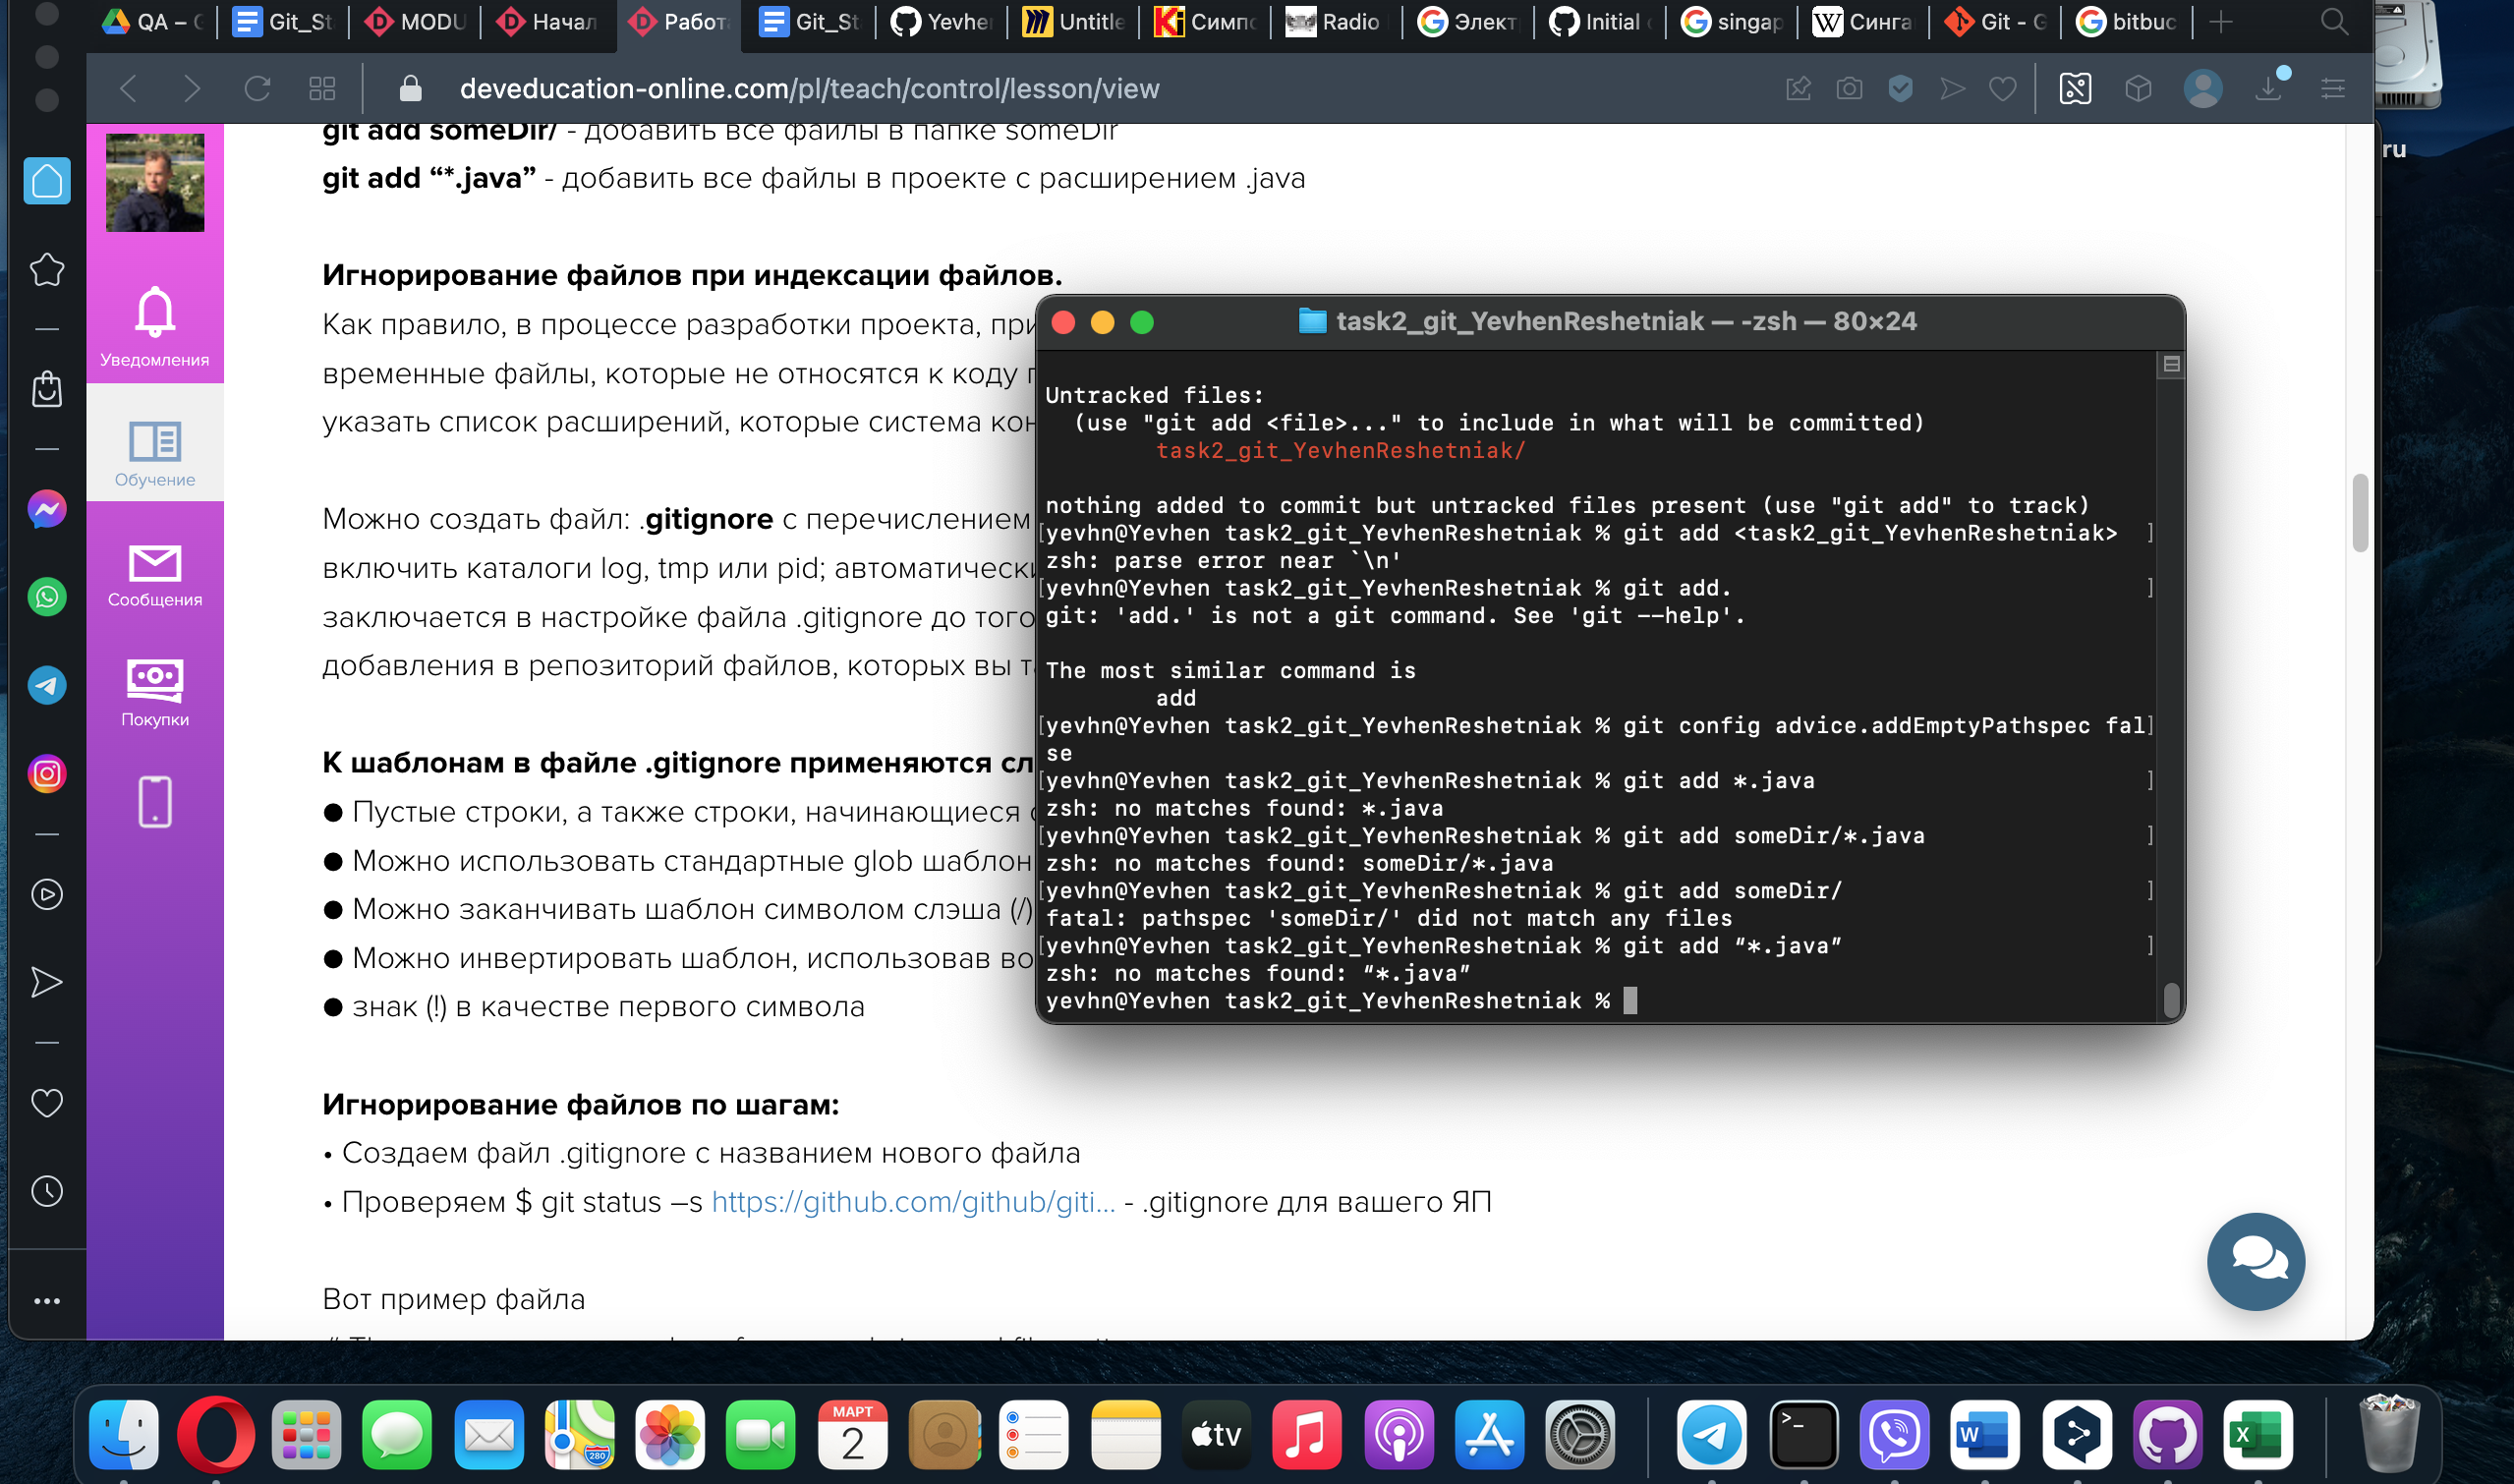 QA – G
Git_St
MODU
Начал
Работ
Git_St
Yevhe
Untitle
Симпс
Radio
Элект
Initial
singap
Синга
Git - G
bitbuc
deveducation-online.com/pl/teach/control/lesson/view
ru
Уведомления
Обучение
Сообщения
Покупки
git add someDir/ - добавить все файлы в папке someDir
git add “*.java” - добавить все файлы в проекте с расширением .java
Игнорирование файлов при индексации файлов.
Как правило, в процессе разработки проекта, при
временные файлы, которые не относятся к коду
указать список расширений, которые система кон
Можно создать файл: .gitignore с перечислением
включить каталоги log, tmp или pid; автоматически
заключается в настройке файла .gitignore до того
добавления в репозиторий файлов, которых вы т
К шаблонам в файле .gitignore применяются сл
● Пустые строки, а также строки, начинающиеся с
● Можно использовать стандартные glob шаблон
● Можно заканчивать шаблон символом слэша (/)
● Можно инвертировать шаблон, использовав во
● знак (!) в качестве первого символа
Игнорирование файлов по шагам:
• Создаем файл .gitignore с названием нового файла
• Проверяем $ git status –s https://github.com/github/giti... - .gitignore для вашего ЯП
Вот пример файла
task2_git_YevhenReshetniak — -zsh — 80×24
Untracked files:
(use "git add <file>..." to include in what will be committed)
task2_git_YevhenReshetniak/
nothing added to commit but untracked files present (use "git add" to track)
[yevhn@Yevhen task2_git_YevhenReshetniak % git add <task2_git_YevhenReshetniak> ]
zsh: parse error near `\n'
[yevhn@Yevhen task2_git_YevhenReshetniak % git add. ]
git: 'add.' is not a git command. See 'git --help'.
The most similar command is
add
[yevhn@Yevhen task2_git_YevhenReshetniak % git config advice.addEmptyPathspec fal]
se
[yevhn@Yevhen task2_git_YevhenReshetniak % git add *.java ]
zsh: no matches found: *.java
[yevhn@Yevhen task2_git_YevhenReshetniak % git add someDir/*.java ]
zsh: no matches found: someDir/*.java
[yevhn@Yevhen task2_git_YevhenReshetniak % git add someDir/ ]
fatal: pathspec 'someDir/' did not match any files
[yevhn@Yevhen task2_git_YevhenReshetniak % git add “*.java” ]
zsh: no matches found: “*.java”
yevhn@Yevhen task2_git_YevhenReshetniak %
МАРТ
2
280
tv